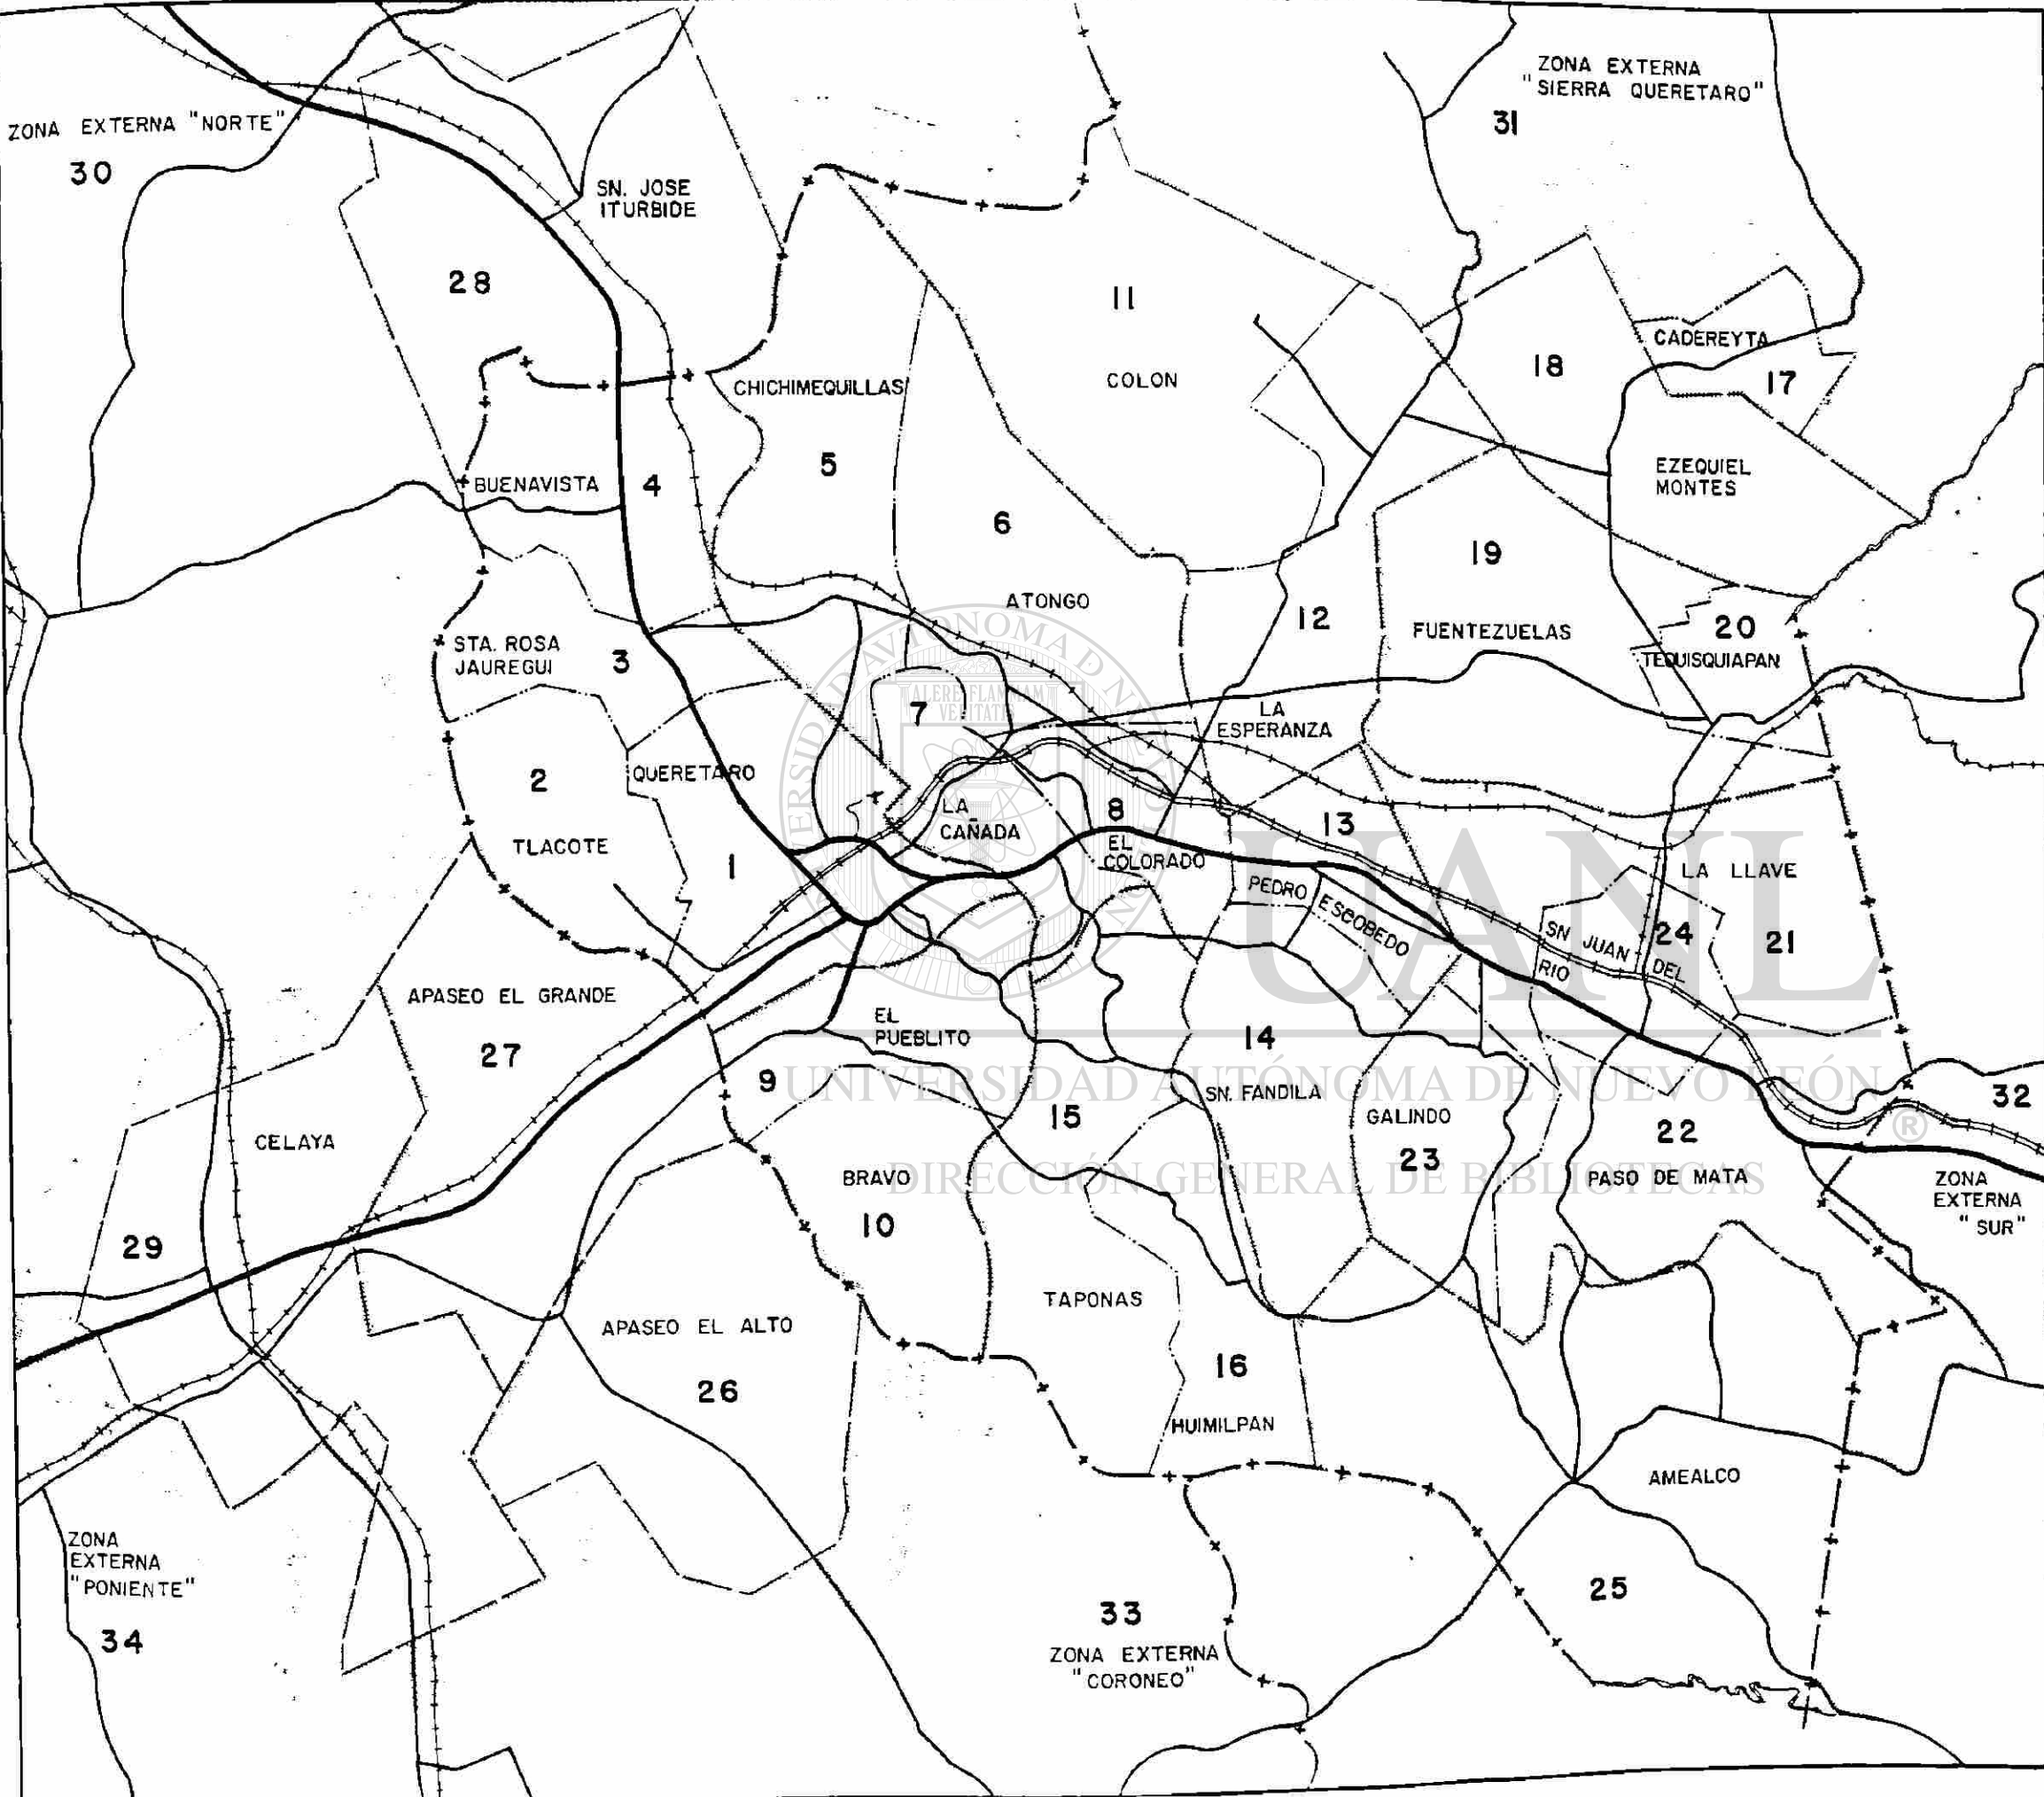 ZONA EXTERNA "NORTE"
30
ZONA EXTERNA
"SIERRA QUERETARO"
31
SN. JOSE
ITURBIDE
28
11
COLON
CADEREYTA
18
17
CHICHIMEQUILLAS
5
BUENAVISTA
4
EZEQUIEL
MONTES
6
19
ATONGO
12
FUENTEZUELAS
20
TEQUISQUIAPAN
STA. ROSA
JAUREGUI
3
7
LA
ESPERANZA
2
QUERETARO
TLACOTE
1
LA
CAÑADA
8
EL
COLORADO
13
PEDRO
ESCOBEDO
LA LLAVE
SN JUAN DEL
RIO
24
21
APASEO EL GRANDE
27
EL
PUEBLITO
9
14
SN. FANDILA
15
GALINDO
23
22
PASO DE MATA
32
ZONA
EXTERNA
"SUR"
CELAYA
29
BRAVO
10
TAPONAS
APASEO EL ALTO
26
16
HUIMILPAN
AMEALCO
25
ZONA
EXTERNA
"PONIENTE"
34
33
ZONA EXTERNA
"CORONEO"
ALERE FLAMMAM
VERITATIS
UANL
UNIVERSIDAD AUTÓNOMA DE NUEVO LEÓN
®
DIRECCIÓN GENERAL DE BIBLIOTECAS